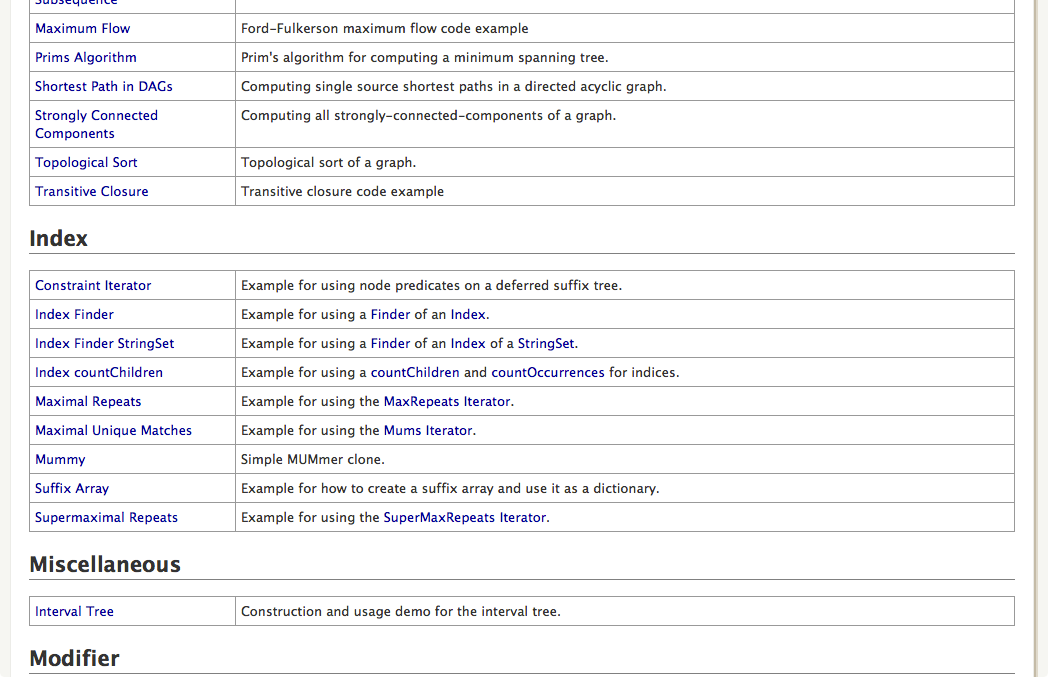 Subsequence
Maximum Flow Ford-Fulkerson maximum flow code example
Prims Algorithm Prim's algorithm for computing a minimum spanning tree.
Shortest Path in DAGs Computing single source shortest paths in a directed acyclic graph.
Strongly Connected Computing all strongly-connected-components of a graph.
Components
Topological Sort Topological sort of a graph.
Transitive Closure Transitive closure code example
Index
Constraint Iterator Example for using node predicates on a deferred suffix tree.
Index Finder Example for using a Finder of an Index.
Index Finder StringSet Example for using a Finder of an Index of a StringSet.
Index countChildren Example for using a countChildren and countOccurrences for indices.
Maximal Repeats Example for using the MaxRepeats Iterator.
Maximal Unique Matches Example for using the Mums Iterator.
Mummy Simple MUMmer clone.
Suffix Array Example for how to create a suffix array and use it as a dictionary.
Supermaximal Repeats Example for using the SuperMaxRepeats Iterator.
Miscellaneous
Interval Tree Construction and usage demo for the interval tree.
Modifier